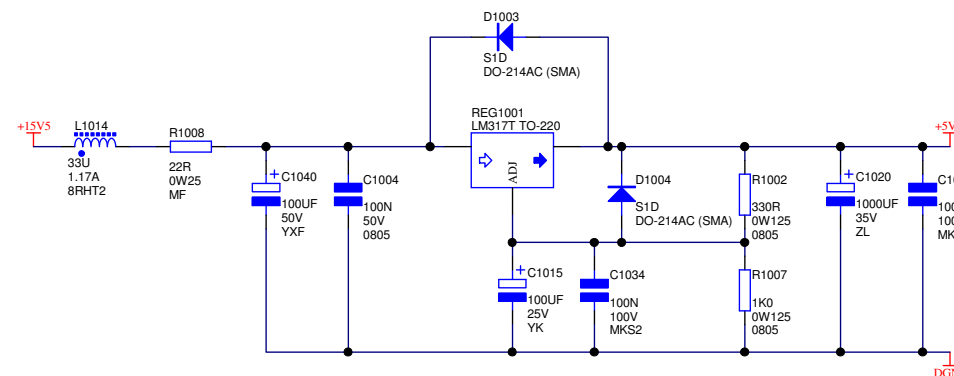 D1003
S1D
DO-214AC (SMA)
+15V5
L1014
33U
1.17A
8RHT2
R1008
22R
0W25
MF
REG1001
LM317T TO-220
ADJ
+5V
C1040
100UF
50V
YXF
C1004
100N
50V
0805
D1004
S1D
DO-214AC (SMA)
R1002
330R
0W125
0805
C1020
1000UF
35V
ZL
C1015
100UF
25V
YK
C1034
100N
100V
MKS2
R1007
1K0
0W125
0805